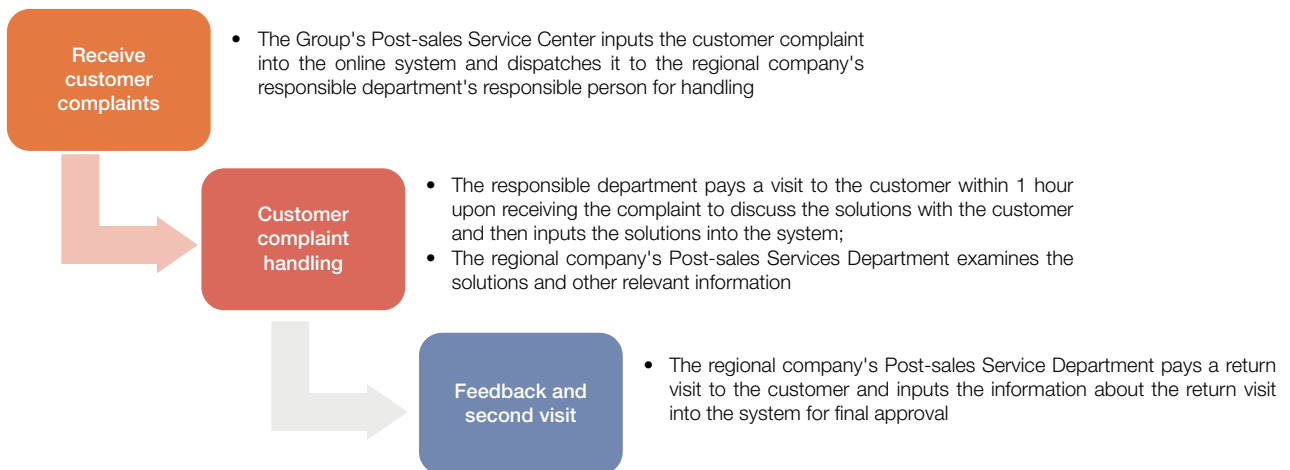 Receive
customer
complaints
• The Group's Post-sales Service Center inputs the customer complaint
into the online system and dispatches it to the regional company's
responsible department's responsible person for handling
Customer
complaint
handling
• The responsible department pays a visit to the customer within 1 hour
upon receiving the complaint to discuss the solutions with the customer
and then inputs the solutions into the system;
• The regional company's Post-sales Services Department examines the
solutions and other relevant information
Feedback and
second visit
• The regional company's Post-sales Service Department pays a return
visit to the customer and inputs the information about the return visit
into the system for final approval